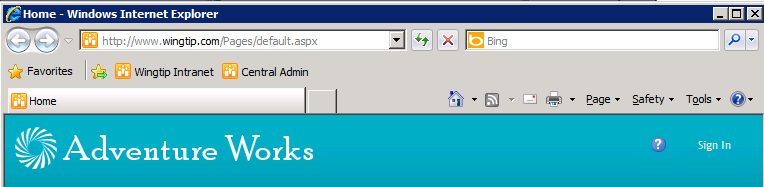 Home - Windows Internet Explorer
http://www.wingtip.com/Pages/default.aspx
Bing
Favorites
Wingtip Intranet
Central Admin
Home
Page
Safety
Tools
Adventure Works
Sign In